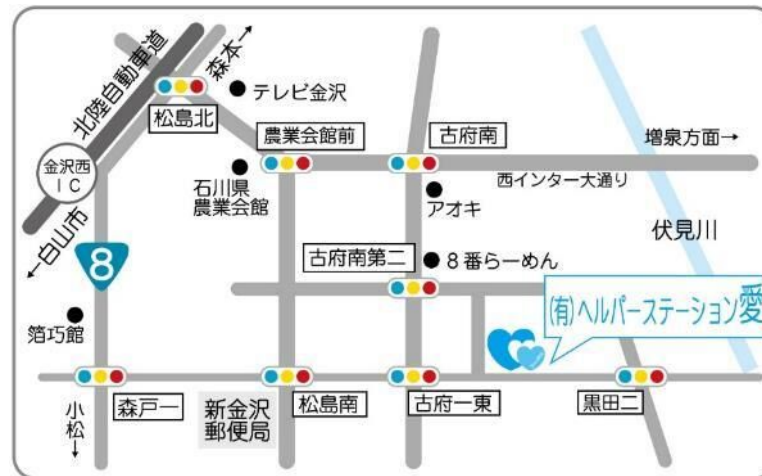 北陸自動車道
森本→
テレビ金沢
松島北
農業会館前
古府南
増泉方面→
金沢西
IC
石川県
農業会館
西インター大通り
アオキ
←白山市
8
古府南第二
8番らーめん
伏見川
(有)ヘルパーステーション愛
箔巧館
小松→
森戸一
新金沢
郵便局
松島南
古府一東
黒田二